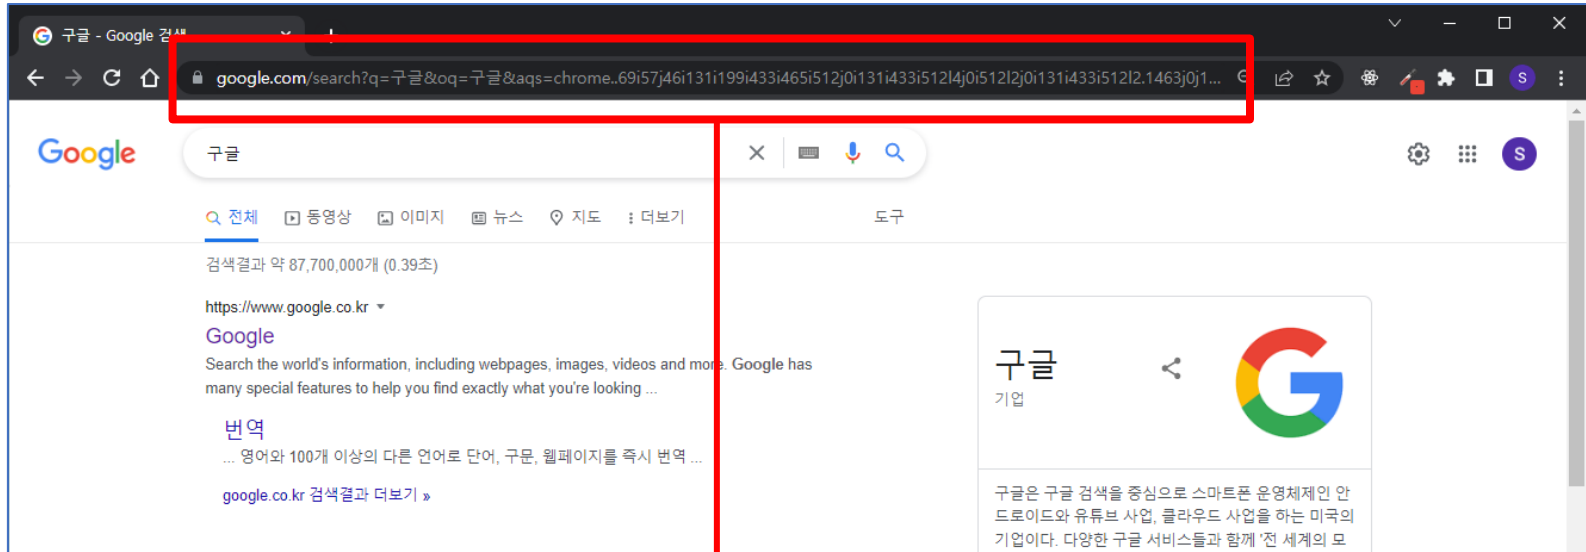 구글 - Google 검색
google.com/search?q=구글&oq=구글&aqs=chrome..69i57j46i131i199i433i465i512j0i131i433i512l4j0i512l2j0i131i433i512l2.1463j0j1...
S
Google
구글
S
전체
동영상
이미지
뉴스
지도
더보기
도구
검색결과 약 87,700,000개 (0.39초)
https://www.google.co.kr
Google
Search the world's information, including webpages, images, videos and more. Google has
many special features to help you find exactly what you're looking ...
번역
... 영어와 100개 이상의 다른 언어로 단어, 구문, 웹페이지를 즉시 번역 ...
google.co.kr 검색결과 더보기 »
구글
기업
구글은 구글 검색을 중심으로 스마트폰 운영체제인 안
드로이드와 유튜브 사업, 클라우드 사업을 하는 미국의
기업이다. 다양한 구글 서비스들과 함께 '전 세계의 모